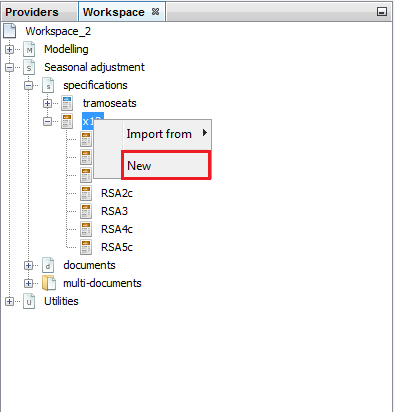 Providers Workspace
Workspace_2
Modelling
Seasonal adjustment
specifications
tramoseats
Import from
New
RSA2c
RSA3
RSA4c
RSA5c
documents
multi-documents
Utilities